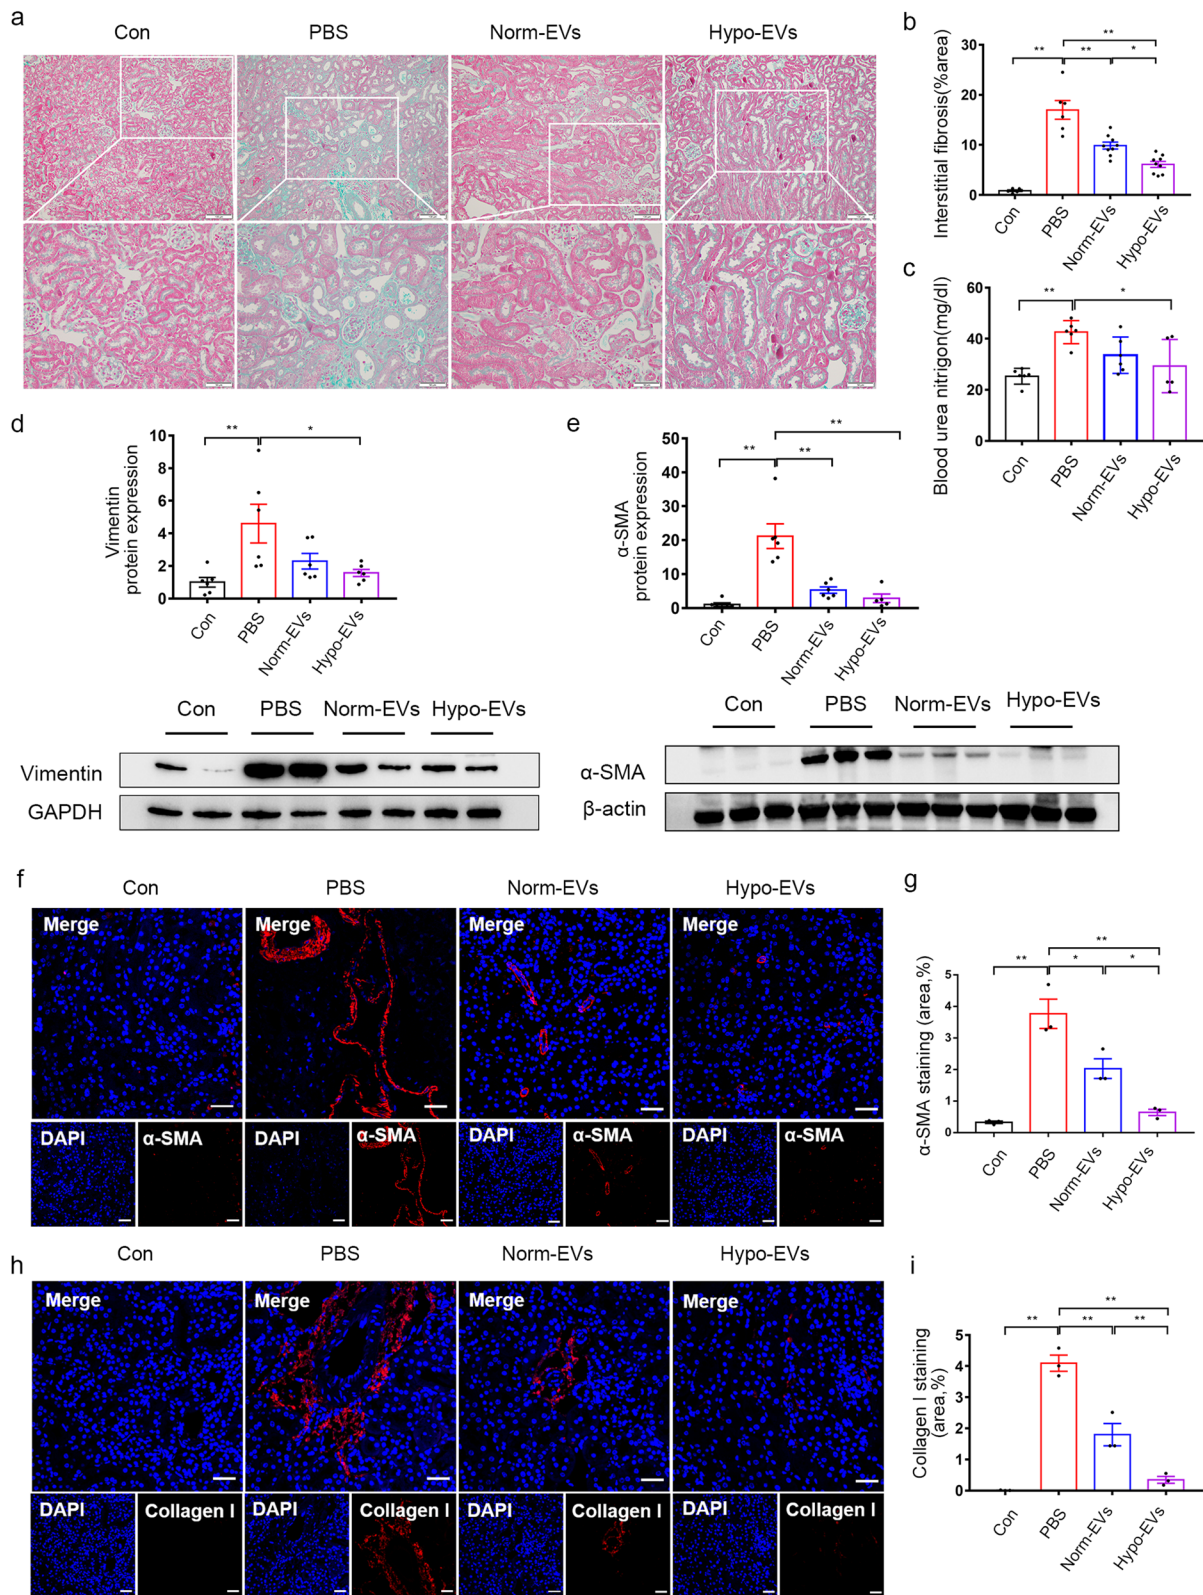 a
Con PBS Norm-EVs Hypo-EVs
b
** ** ** *
Interstitial fibrosis(%area)
30
20
10
0
Con PBS Norm-EVs Hypo-EVs
c
** *
Blood urea nitrigon(mg/dl)
60
40
20
0
Con PBS Norm-EVs Hypo-EVs
d
** *
Vimentin
protein expression
10
8
6
4
2
0
Con PBS Norm-EVs Hypo-EVs
Con PBS Norm-EVs Hypo-EVs
Vimentin
GAPDH
e
** ** **
α-SMA
protein expression
50
40
30
20
10
0
Con PBS Norm-EVs Hypo-EVs
Con PBS Norm-EVs Hypo-EVs
α-SMA
β-actin
f
Con PBS Norm-EVs Hypo-EVs
Merge Merge Merge Merge
DAPI α-SMA DAPI α-SMA DAPI α-SMA DAPI α-SMA
g
** ** * *
α-SMA staining (area,%)
5
4
3
2
1
0
Con PBS Norm-EVs Hypo-EVs
h
Con PBS Norm-EVs Hypo-EVs
Merge Merge Merge Merge
DAPI Collagen I DAPI Collagen I DAPI Collagen I DAPI Collagen I
i
** ** ** **
Collagen I staining
(area,%)
5
4
3
2
1
0
Con PBS Norm-EVs Hypo-EVs